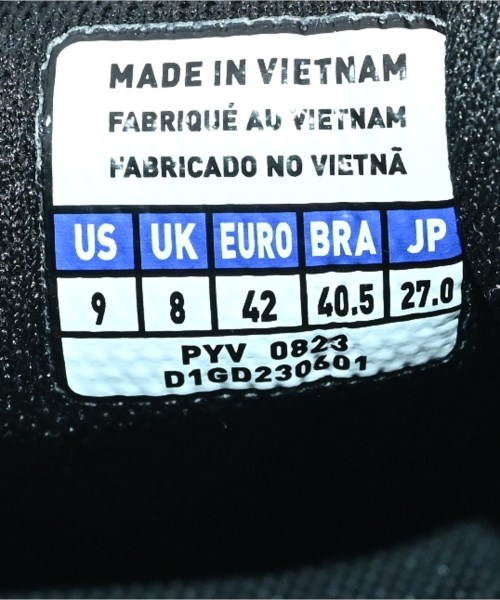 MADE IN VIETNAM
FABRIQUÉ AU VIETNAM
FABRICADO NO VIETNÃ
US UK EURO BRA JP
9 8 42 40.5 27.0
PYV 0823
D1GD230601